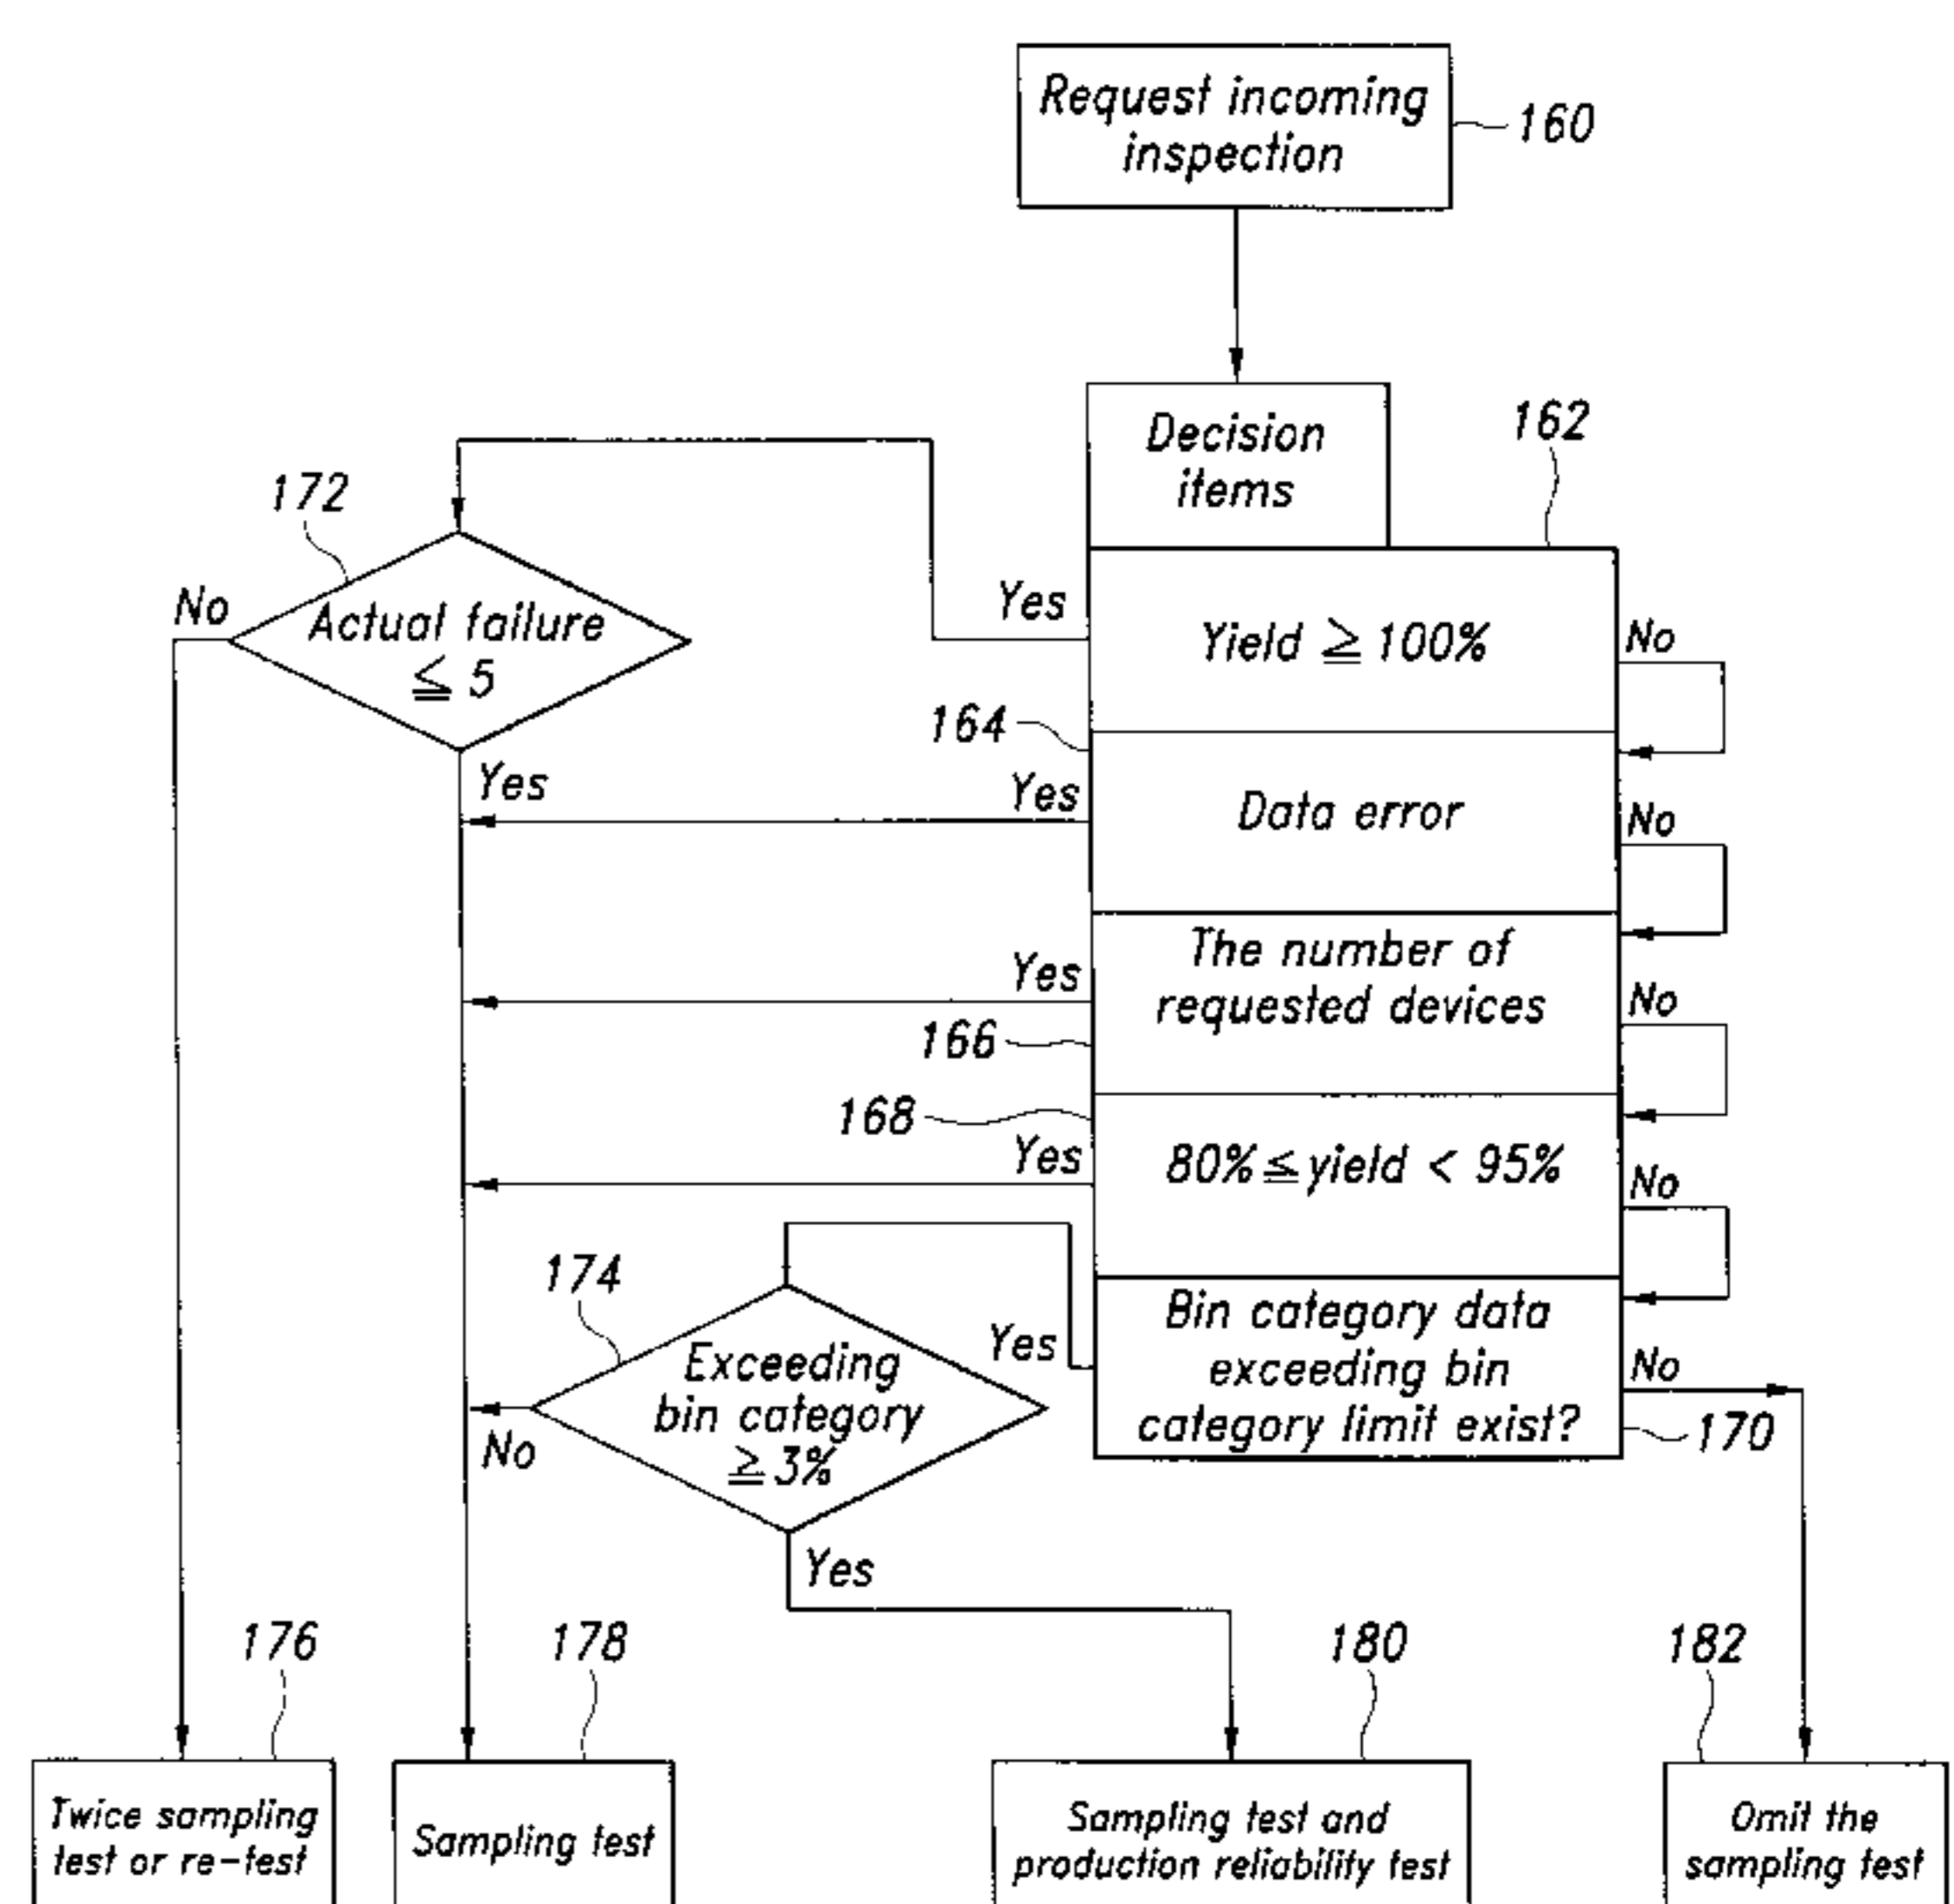 Request incoming
inspection
160
Decision
items
162
172
No
Actual failure
≦ 5
Yes
Yes
Yield ≧ 100%
No
164
Yes
Data error
No
Yes
The number of
requested devices
No
166
168
Yes
80%≦yield < 95%
No
174
Exceeding
bin category
≧3%
Yes
No
Yes
Bin category data
exceeding bin
category limit exist?
No
170
176
178
180
182
Twice sampling
test or re-test
Sampling test
Sampling test and
production reliability test
Omit the
sampling test